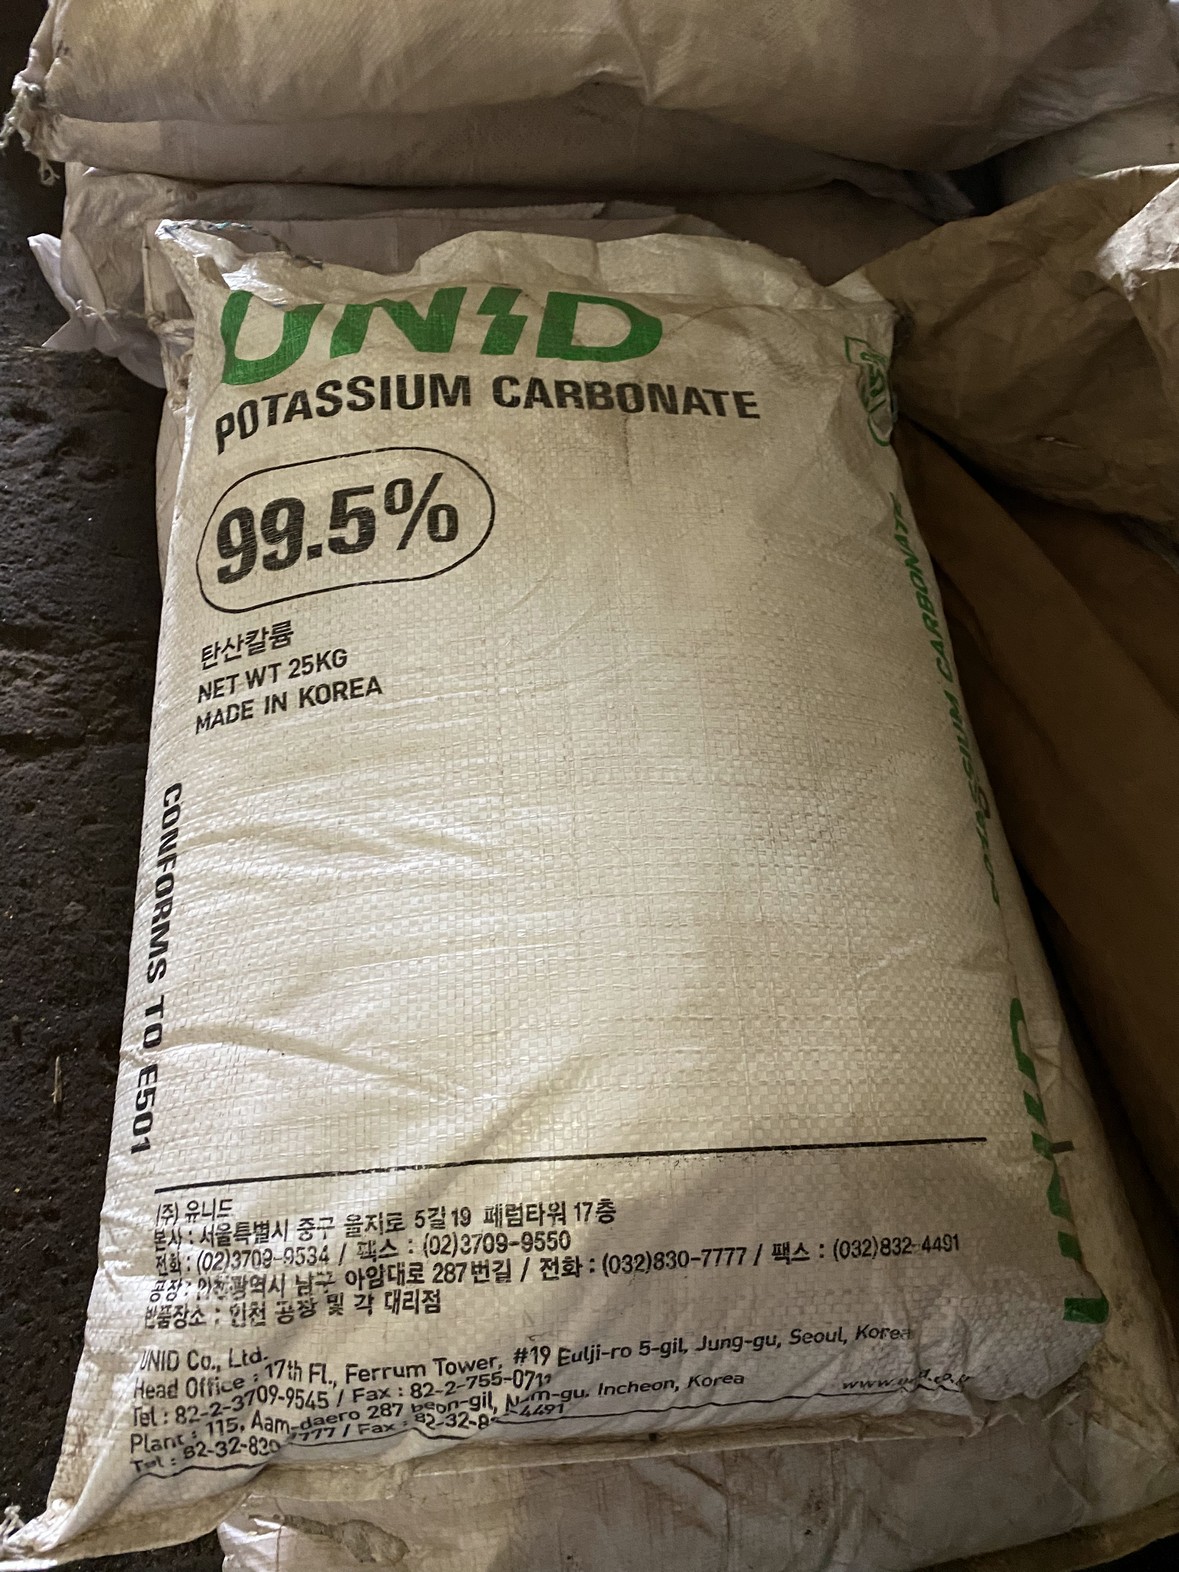 UNID
POTASSIUM CARBONATE
99.5%
탄산칼륨
NET WT 25KG
MADE IN KOREA
CONFORMS TO E501
(주) 유니드
본사 : 서울특별시 중구 을지로 5길 19 페럼타워 17층
전화 : (02)3709-9534 / 팩스 : (02)3709-9550
공장 : 인천광역시 남구 아암대로 287번길 / 전화 : (032)830-7777 / 팩스 : (032)832-4491
반품장소 : 인천 공장 및 각 대리점
UNID Co., Ltd.
Head Office : 17th Fl., Ferrum Tower, #19 Eulji-ro 5-gil, Jung-gu, Seoul, Korea
Tel : 82-2-3709-9545 / Fax : 82-2-755-071
Plant : 115, Aam-daero 287 beon-gil, Nam-gu, Incheon, Korea
Tel : 82-32-830-7777 / Fax : 82-32-8 -4491
POTASSIUM CARBONATE
UNID